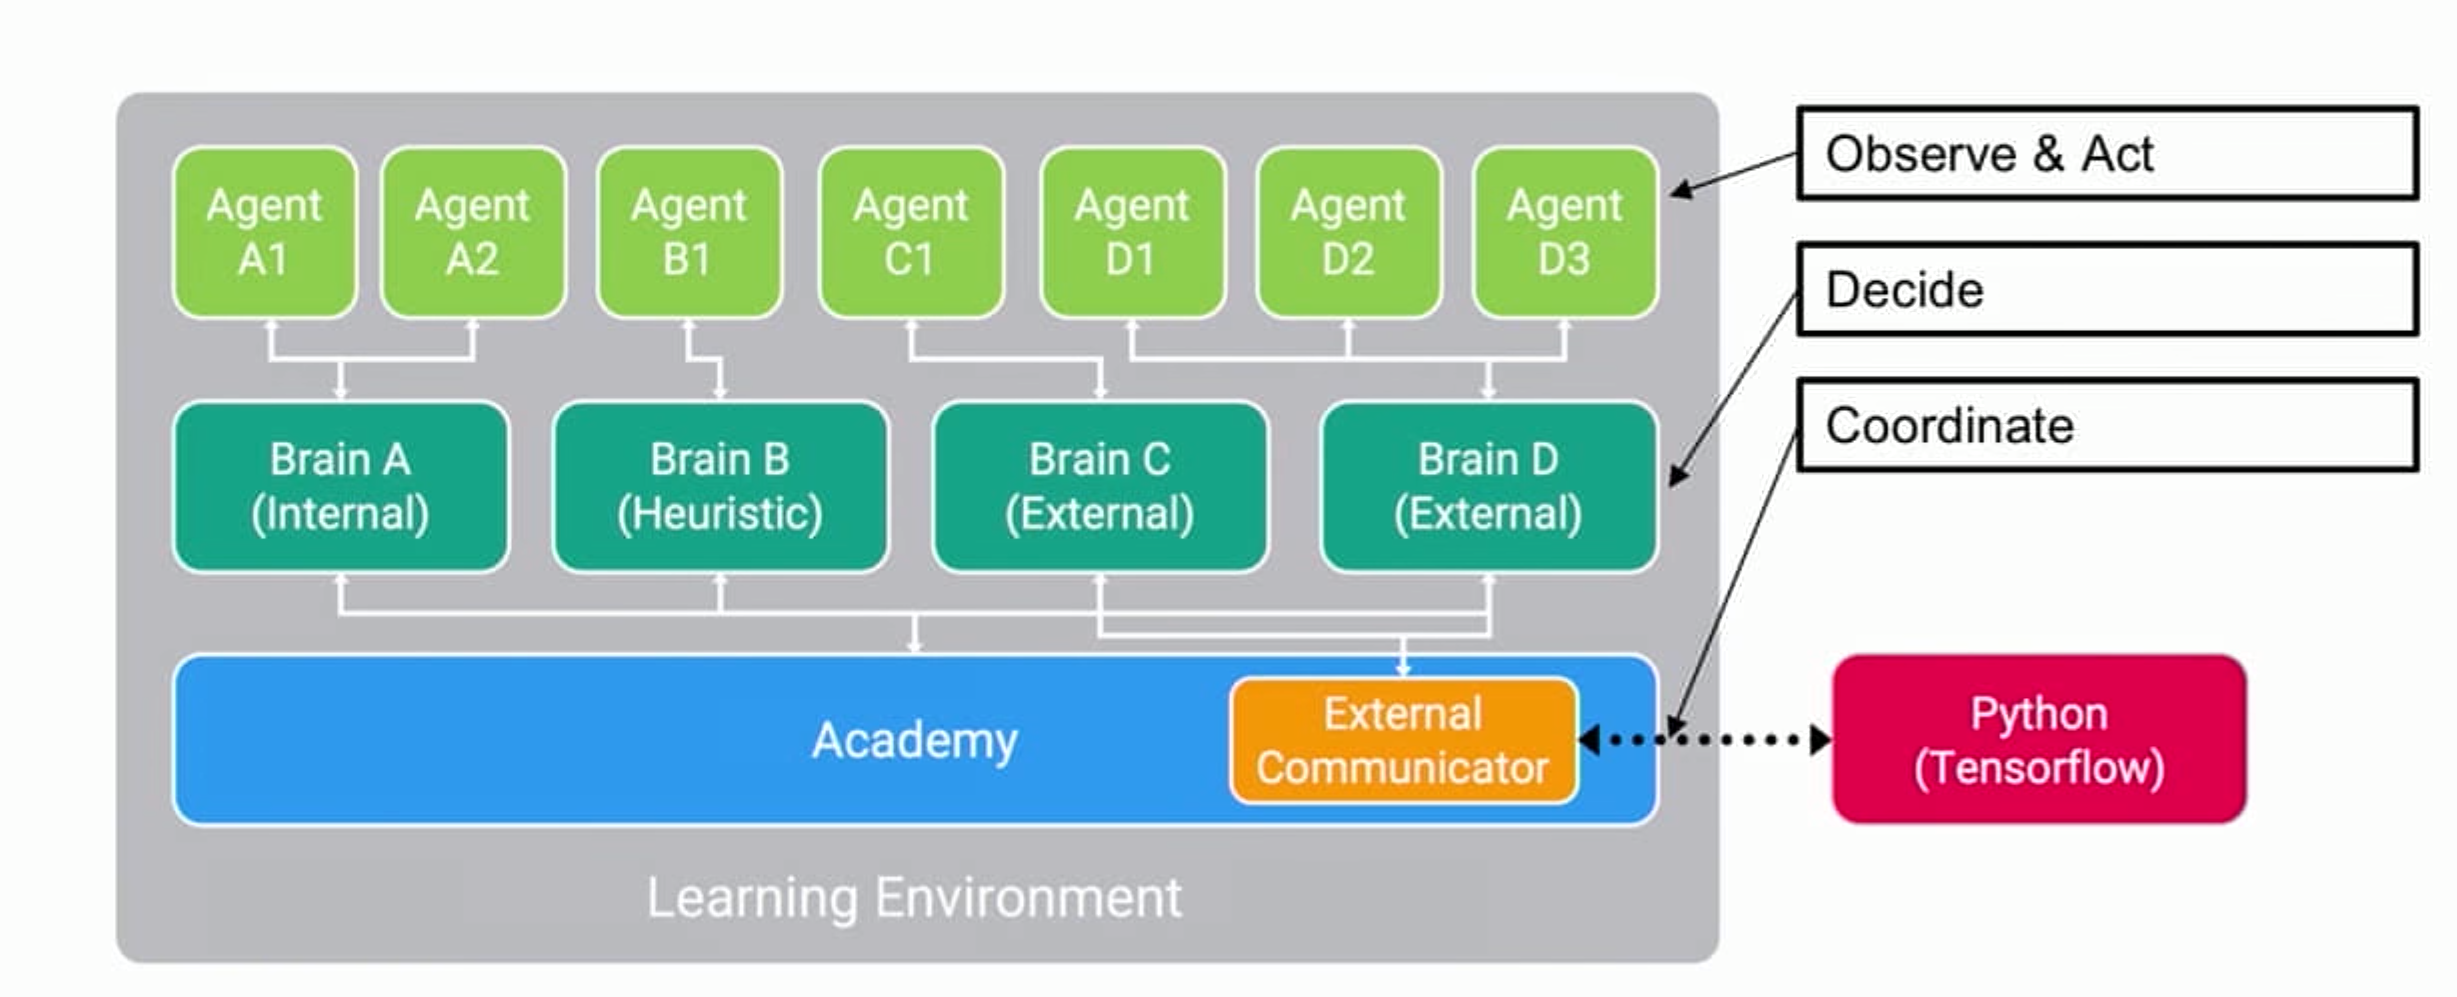 Agent
A1
Agent
A2
Agent
B1
Agent
C1
Agent
D1
Agent
D2
Agent
D3
Observe & Act
Decide
Coordinate
Brain A
(Internal)
Brain B
(Heuristic)
Brain C
(External)
Brain D
(External)
Academy
External
Communicator
Python
(Tensorflow)
Learning Environment